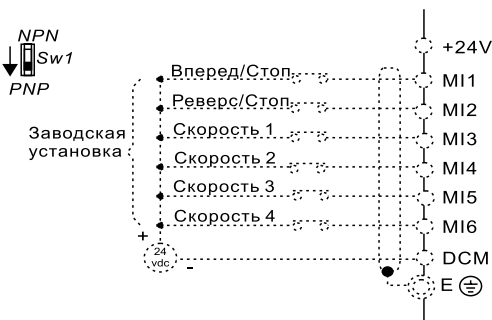 NPN
Sw1
PNP
+24V
Вперед/Стоп MI1
Реверс/Стоп MI2
Заводская
установка
Скорость 1 MI3
Скорость 2 MI4
Скорость 3 MI5
Скорость 4 MI6
+
24
vdc
-
DCM
E